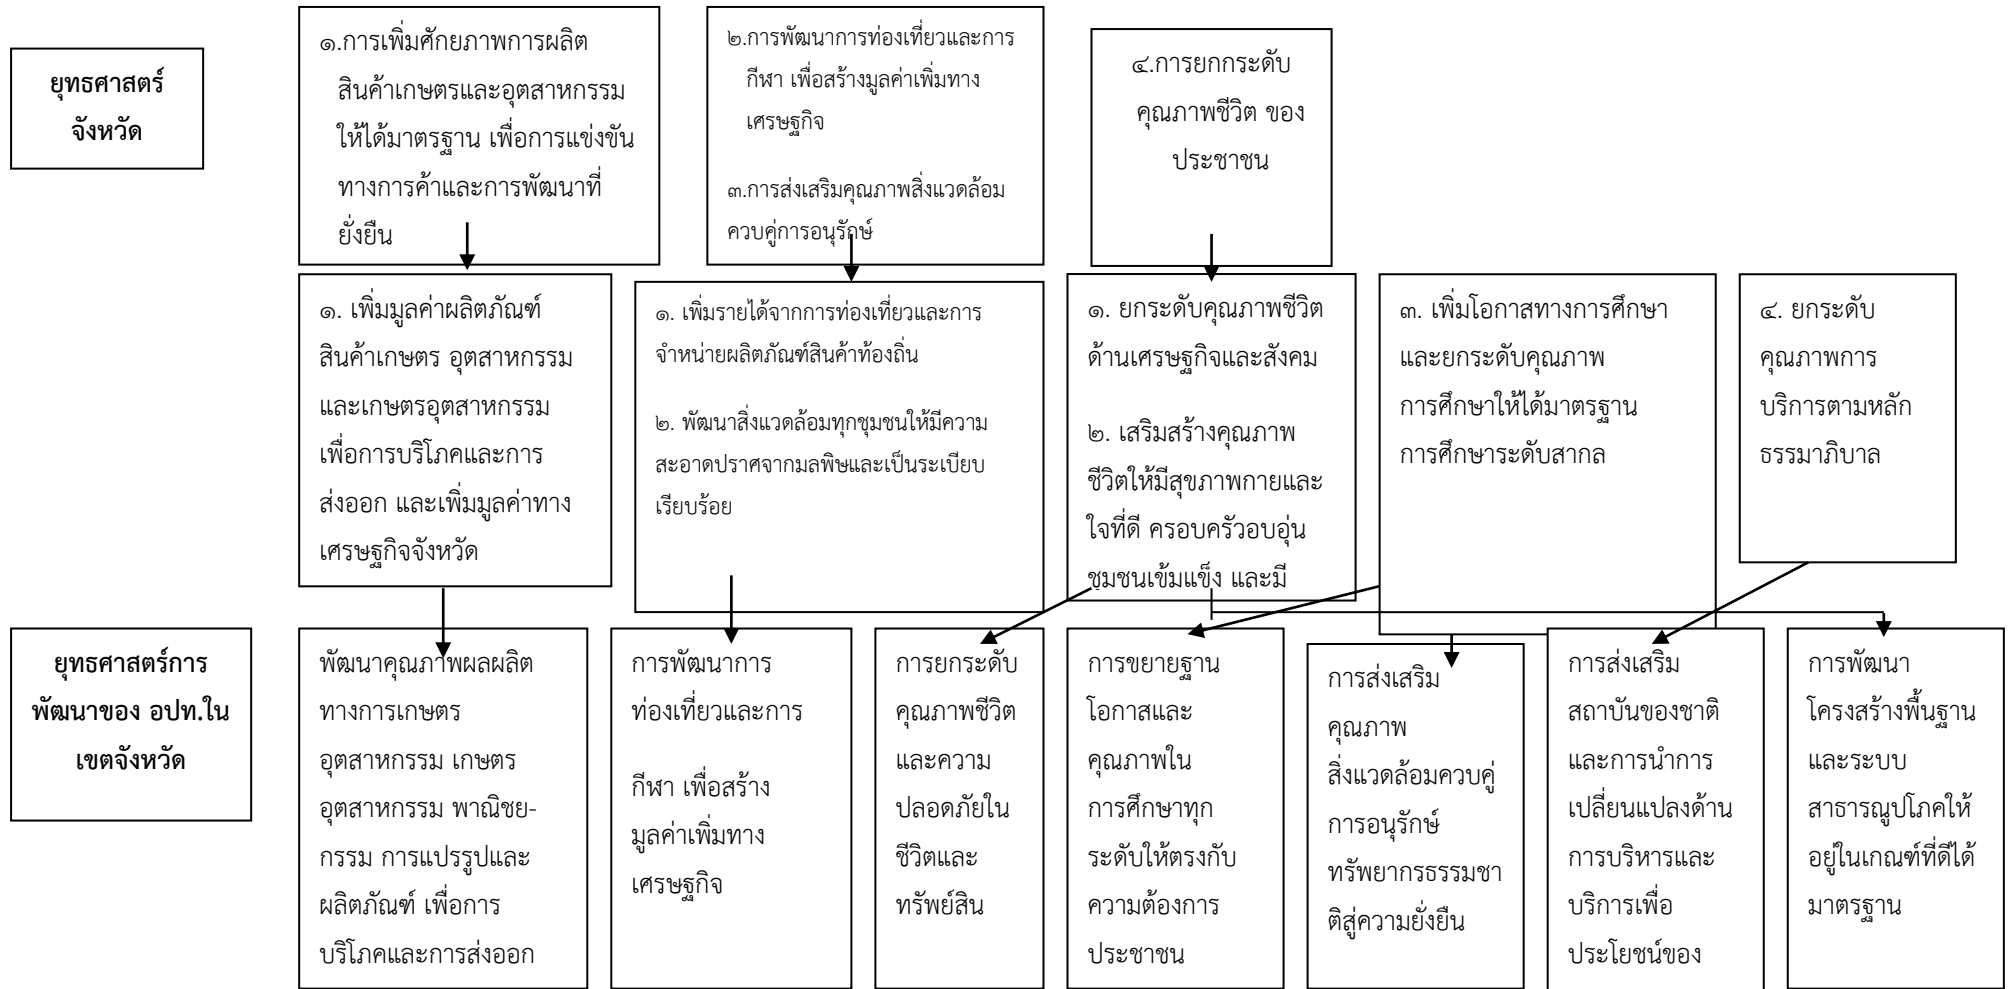 ยุทธศาสตร์
จังหวัด
๑.การเพิ่มศักยภาพการผลิต
สินค้าเกษตรและอุตสาหกรรม
ให้ได้มาตรฐาน เพื่อการแข่งขัน
ทางการค้าและการพัฒนาที่
ยั่งยืน
๒.การพัฒนาการท่องเที่ยวและการ
กีฬา เพื่อสร้างมูลค่าเพิ่มทาง
เศรษฐกิจ
๓.การส่งเสริมคุณภาพสิ่งแวดล้อม
ควบคู่การอนุรักษ์
๔.การยกกระดับ
คุณภาพชีวิต ของ
ประชาชน
๑. เพิ่มมูลค่าผลิตภัณฑ์
สินค้าเกษตร อุตสาหกรรม
และเกษตรอุตสาหกรรม
เพื่อการบริโภคและการ
ส่งออก และเพิ่มมูลค่าทาง
เศรษฐกิจจังหวัด
๑. เพิ่มรายได้จากการท่องเที่ยวและการ
จำหน่ายผลิตภัณฑ์สินค้าท้องถิ่น
๒. พัฒนาสิ่งแวดล้อมทุกชุมชนให้มีความ
สะอาดปราศจากมลพิษและเป็นระเบียบ
เรียบร้อย
๑. ยกระดับคุณภาพชีวิต
ด้านเศรษฐกิจและสังคม
๒. เสริมสร้างคุณภาพ
ชีวิตให้มีสุขภาพกายและ
ใจที่ดี ครอบครัวอบอุ่น
ชุมชนเข้มแข็ง และมี
๓. เพิ่มโอกาสทางการศึกษา
และยกระดับคุณภาพ
การศึกษาให้ได้มาตรฐาน
การศึกษาระดับสากล
๔. ยกระดับ
คุณภาพการ
บริการตามหลัก
ธรรมาภิบาล
ยุทธศาสตร์การ
พัฒนาของ อปท.ใน
เขตจังหวัด
พัฒนาคุณภาพผลผลิต
ทางการเกษตร
อุตสาหกรรม เกษตร
อุตสาหกรรม พาณิชย-
กรรม การแปรรูปและ
ผลิตภัณฑ์ เพื่อการ
บริโภคและการส่งออก
การพัฒนาการ
ท่องเที่ยวและการ
กีฬา เพื่อสร้าง
มูลค่าเพิ่มทาง
เศรษฐกิจ
การยกระดับ
คุณภาพชีวิต
และความ
ปลอดภัยใน
ชีวิตและ
ทรัพย์สิน
การขยายฐาน
โอกาสและ
คุณภาพใน
การศึกษาทุก
ระดับให้ตรงกับ
ความต้องการ
ประชาชน
การส่งเสริม
คุณภาพ
สิ่งแวดล้อมควบคู่
การอนุรักษ์
ทรัพยากรธรรมชา
ติสู่ความยั่งยืน
การส่งเสริม
สถาบันของชาติ
และการนำการ
เปลี่ยนแปลงด้าน
การบริหารและ
บริการเพื่อ
ประโยชน์ของ
การพัฒนา
โครงสร้างพื้นฐาน
และระบบ
สาธารณูปโภคให้
อยู่ในเกณฑ์ที่ดีได้
มาตรฐาน